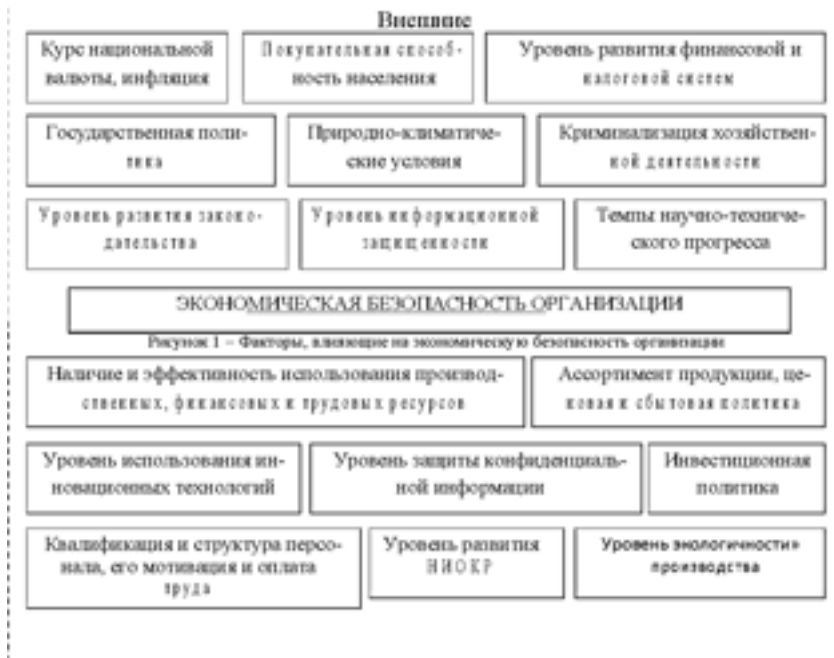 Внешние
Курс национальной
валюты, инфляция
Покупательная способ-
ность населения
Уровень развития финансовой и
налоговой систем
Государственная поли-
тика
Природно-климатиче-
ские условия
Криминализация хозяйствен-
ной деятельности
Уровень развития законо-
дательства
Уровень информационной
защищенности
Темпы научно-техниче-
ского прогресса
ЭКОНОМИЧЕСКАЯ БЕЗОПАСНОСТЬ ОРГАНИЗАЦИИ
Рисунок 1 – Факторы, влияющие на экономическую безопасность организации
Наличие и эффективность использования производ-
ственных, финансовых и трудовых ресурсов
Ассортимент продукции, це-
новая и сбытовая политика
Уровень использования ин-
новационных технологий
Уровень защиты конфиденциаль-
ной информации
Инвестиционная
политика
Квалификация и структура персо-
нала, его мотивация и оплата
труда
Уровень развития
НИОКР
Уровень экологичности»
производства